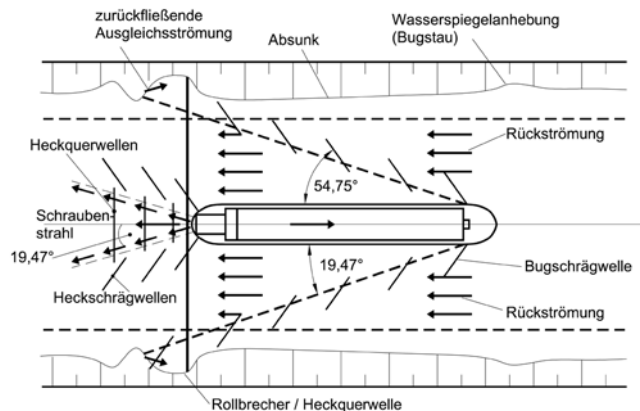 zurückfließende
Ausgleichsströmung
Absunk
Wasserspiegelanhebung
(Bugstau)
Heckquerwellen
Rückströmung
54,75°
Schrauben-
strahl
19,47°
19,47°
Bugschrägwelle
Heckschrägwellen
Rückströmung
Rollbrecher / Heckquerwelle